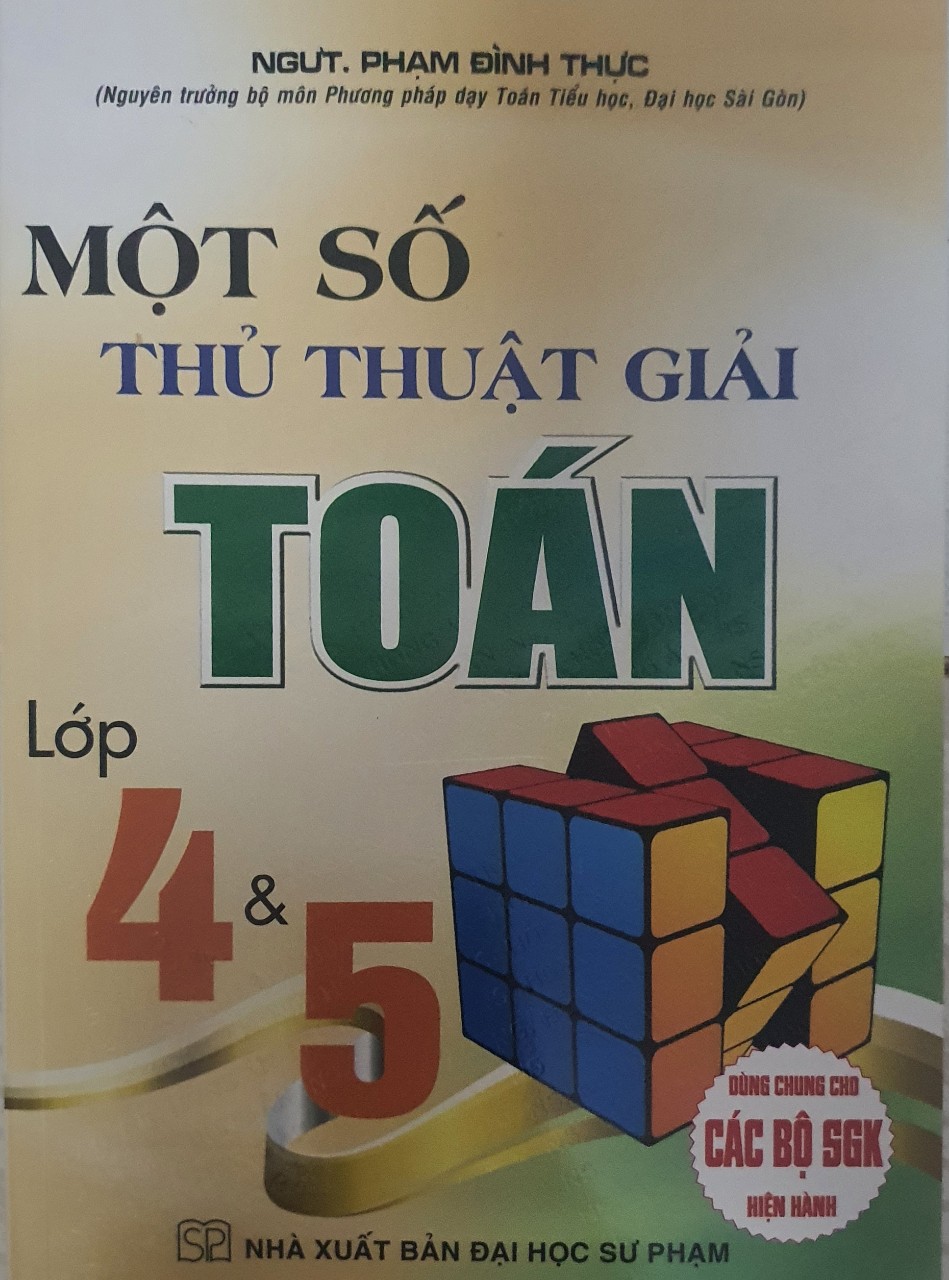 NGƯT. PHẠM ĐÌNH THỰC
(Nguyên trưởng bộ môn Phương pháp dạy Toán Tiểu học, Đại học Sài Gòn)
MỘT SỐ
THỦ THUẬT GIẢI
TOÁN
Lớp
4 & 5
DÙNG CHUNG CHO
CÁC BỘ SGK
HIỆN HÀNH
SP NHÀ XUẤT BẢN ĐẠI HỌC SƯ PHẠM